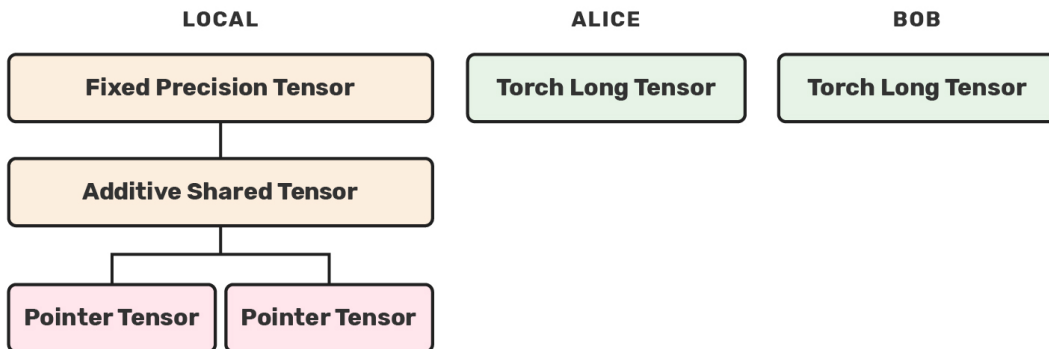 LOCAL
ALICE
BOB
Fixed Precision Tensor
Torch Long Tensor
Torch Long Tensor
Additive Shared Tensor
Pointer Tensor
Pointer Tensor